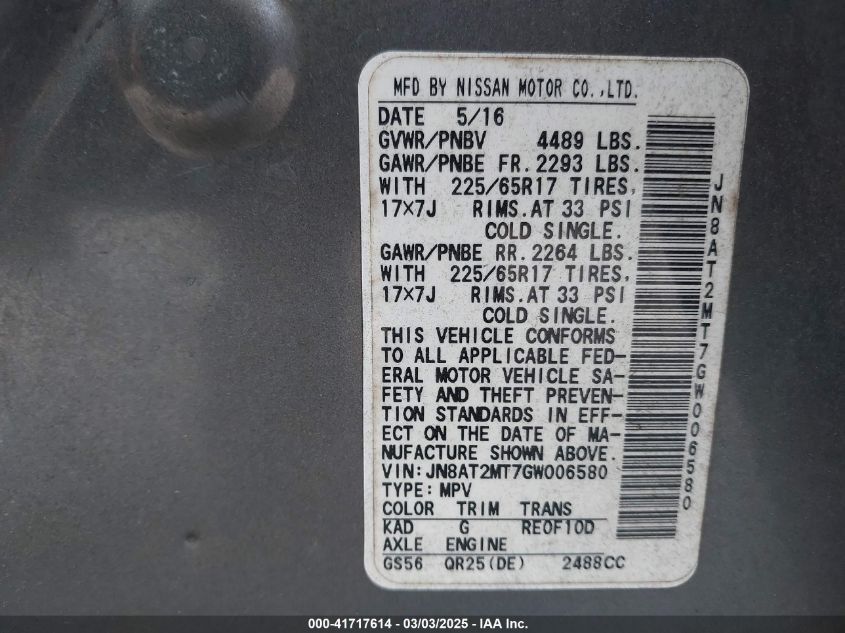 MFD BY NISSAN MOTOR CO.,LTD.
DATE 5/16
GVWR/PNBV 4489 LBS.
GAWR/PNBE FR. 2293 LBS.
WITH 225/65R17 TIRES,
17×7J RIMS.AT 33 PSI
COLD SINGLE.
GAWR/PNBE RR. 2264 LBS.
WITH 225/65R17 TIRES,
17×7J RIMS.AT 33 PSI
COLD SINGLE.
THIS VEHICLE CONFORMS
TO ALL APPLICABLE FED-
ERAL MOTOR VEHICLE SA-
FETY AND THEFT PREVEN-
TION STANDARDS IN EFF-
ECT ON THE DATE OF MA-
NUFACTURE SHOWN ABOVE.
VIN:JN8AT2MT7GW006580
TYPE:MPV
COLOR TRIM TRANS
KAD G RE0F10D
AXLE ENGINE
GS56 QR25(DE) 2488CC
JN8AT2MT7GW006580
000-41717614 - 03/03/2025 - IAA Inc.